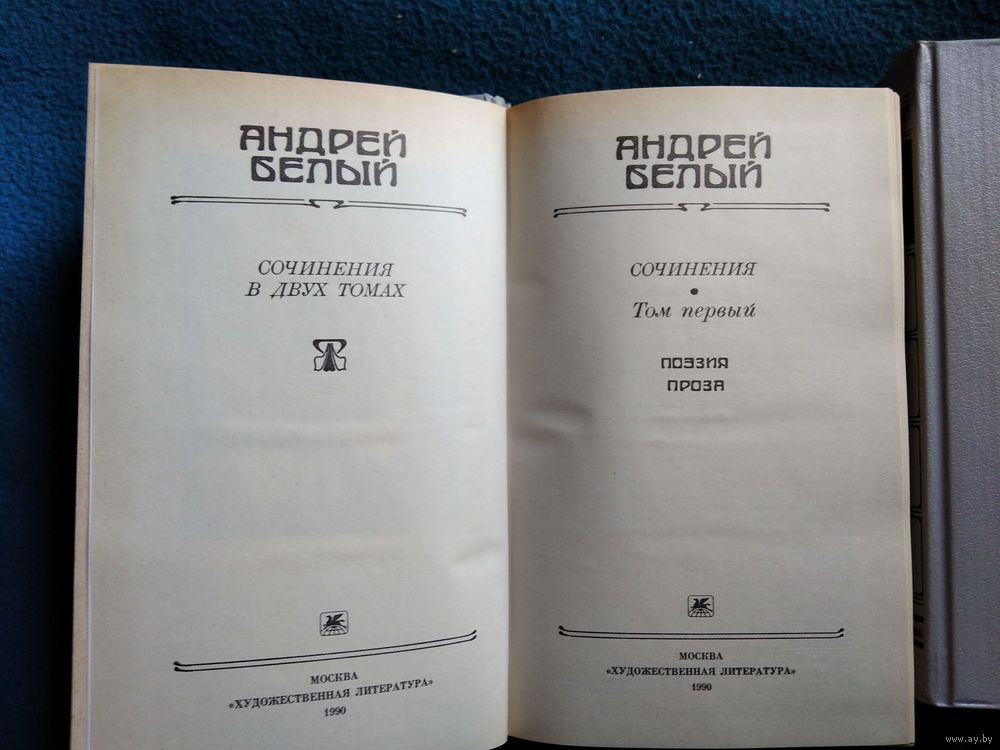 АНДРЕЙ
БЕЛЫЙ
СОЧИНЕНИЯ
В ДВУХ ТОМАХ
МОСКВА
«ХУДОЖЕСТВЕННАЯ ЛИТЕРАТУРА»
1990
АНДРЕЙ
БЕЛЫЙ
СОЧИНЕНИЯ
•
Том первый
ПОЭЗИЯ
ПРОЗА
МОСКВА
«ХУДОЖЕСТВЕННАЯ ЛИТЕРАТУРА»
1990
www.ay.by